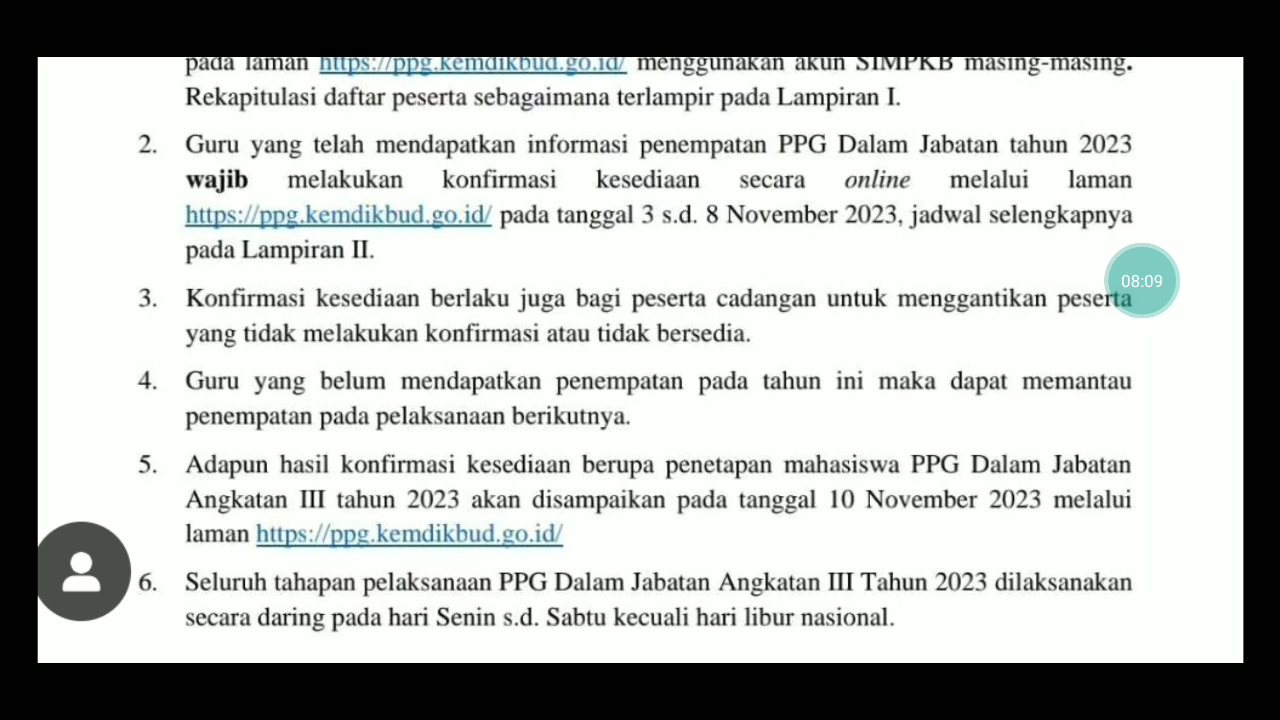 pada laman https://ppg.kemdikbud.go.id/ menggunakan akun SIMPKB masing-masing.
Rekapitulasi daftar peserta sebagaimana terlampir pada Lampiran I.
2. Guru yang telah mendapatkan informasi penempatan PPG Dalam Jabatan tahun 2023
wajib melakukan konfirmasi kesediaan secara online melalui laman
https://ppg.kemdikbud.go.id/ pada tanggal 3 s.d. 8 November 2023, jadwal selengkapnya
pada Lampiran II.
08:09
3. Konfirmasi kesediaan berlaku juga bagi peserta cadangan untuk menggantikan peserta
yang tidak melakukan konfirmasi atau tidak bersedia.
4. Guru yang belum mendapatkan penempatan pada tahun ini maka dapat memantau
penempatan pada pelaksanaan berikutnya.
5. Adapun hasil konfirmasi kesediaan berupa penetapan mahasiswa PPG Dalam Jabatan
Angkatan III tahun 2023 akan disampaikan pada tanggal 10 November 2023 melalui
laman https://ppg.kemdikbud.go.id/
6. Seluruh tahapan pelaksanaan PPG Dalam Jabatan Angkatan III Tahun 2023 dilaksanakan
secara daring pada hari Senin s.d. Sabtu kecuali hari libur nasional.